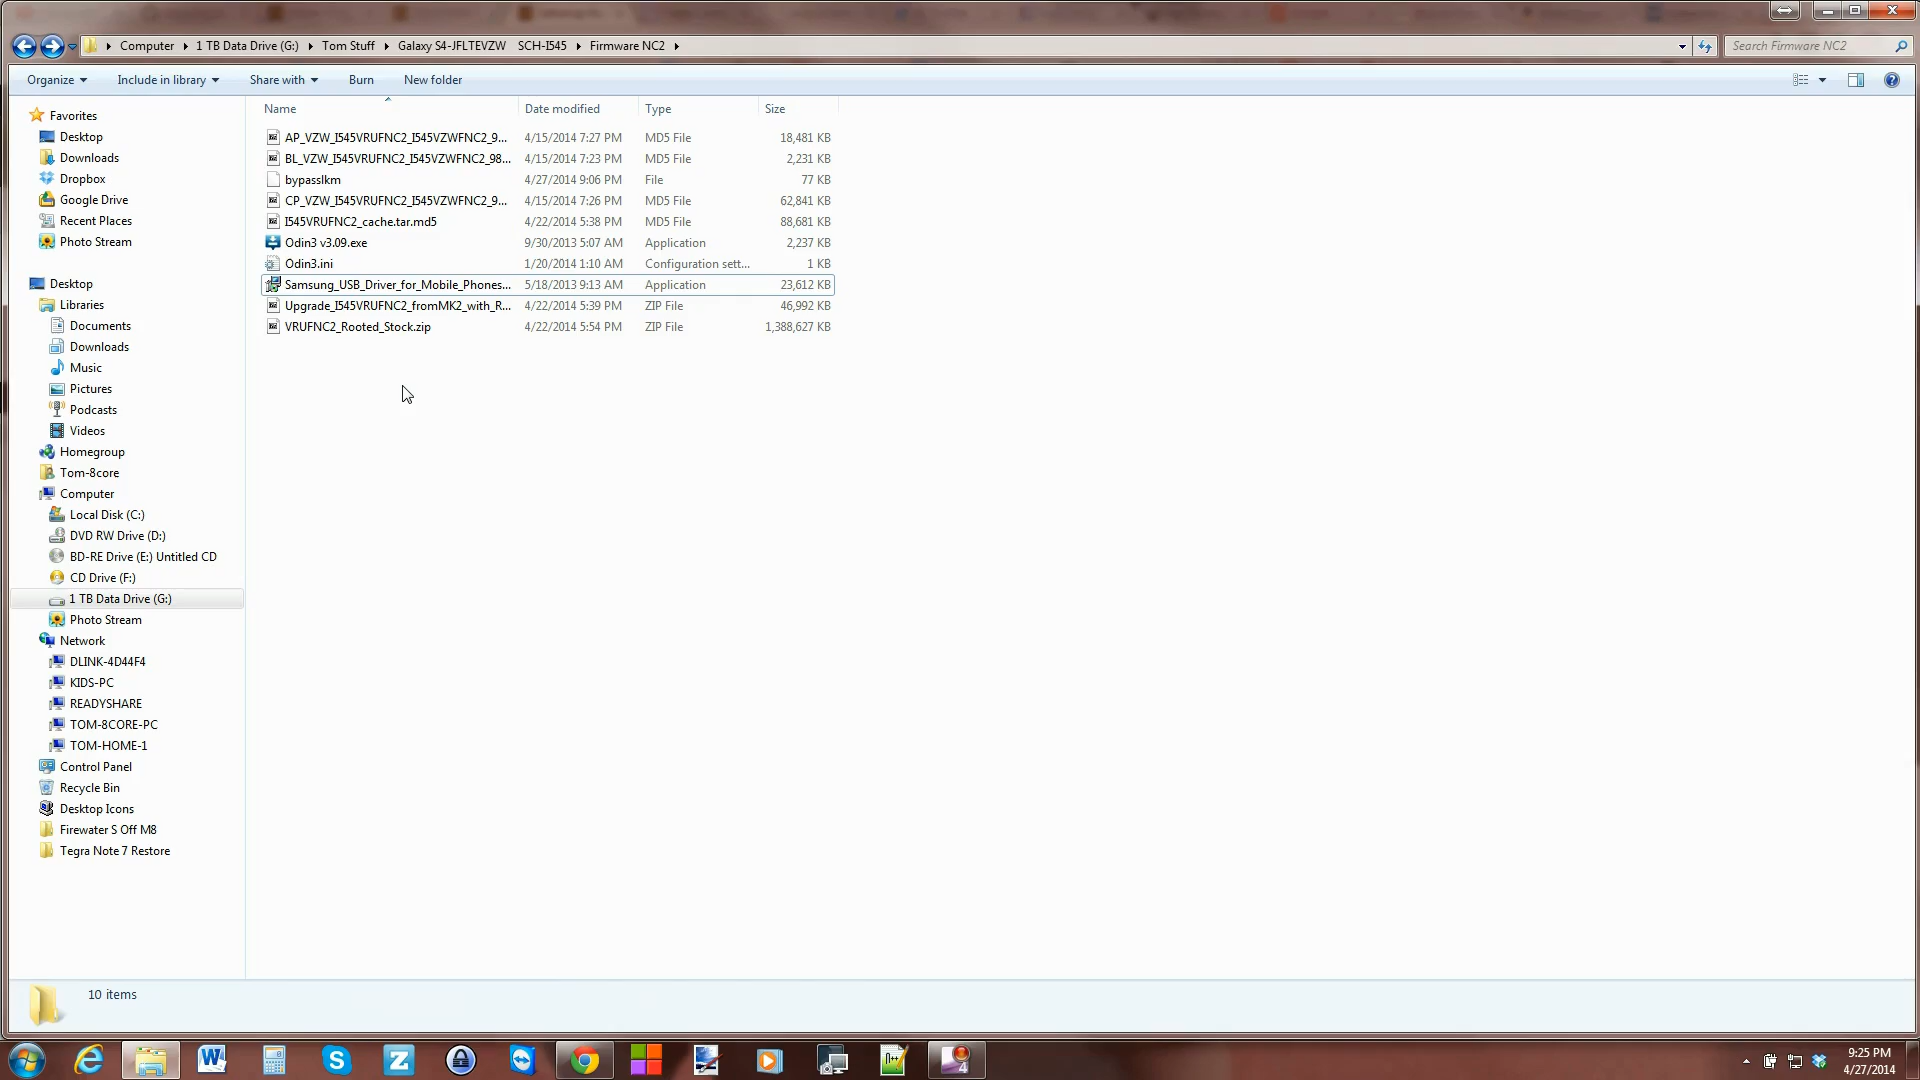 Computer ▸ 1 TB Data Drive (G:) ▸ Tom Stuff ▸ Galaxy S4-JFLTEVZW SCH-I545 ▸ Firmware NC2 ▸
Search Firmware NC2
Organize Include in library Share with Burn New folder
Name Date modified Type Size
AP_VZW_I545VRUFNC2_I545VZWFNC2_9... 4/15/2014 7:27 PM MD5 File 18,481 KB
BL_VZW_I545VRUFNC2_I545VZWFNC2_98... 4/15/2014 7:23 PM MD5 File 2,231 KB
bypasslkm 4/27/2014 9:06 PM File 77 KB
CP_VZW_I545VRUFNC2_I545VZWFNC2_9... 4/15/2014 7:26 PM MD5 File 62,841 KB
I545VRUFNC2_cache.tar.md5 4/22/2014 5:38 PM MD5 File 88,681 KB
Odin3 v3.09.exe 9/30/2013 5:07 AM Application 2,237 KB
Odin3.ini 1/20/2014 1:10 AM Configuration sett... 1 KB
Samsung_USB_Driver_for_Mobile_Phones... 5/18/2013 9:13 AM Application 23,612 KB
Upgrade_I545VRUFNC2_fromMK2_with_R... 4/22/2014 5:39 PM ZIP File 46,992 KB
VRUFNC2_Rooted_Stock.zip 4/22/2014 5:54 PM ZIP File 1,388,627 KB
Favorites
Desktop
Downloads
Dropbox
Google Drive
Recent Places
Photo Stream
Desktop
Libraries
Documents
Downloads
Music
Pictures
Podcasts
Videos
Homegroup
Tom-8core
Computer
Local Disk (C:)
DVD RW Drive (D:)
BD-RE Drive (E:) Untitled CD
CD Drive (F:)
1 TB Data Drive (G:)
Photo Stream
Network
DLINK-4D44F4
KIDS-PC
READYSHARE
TOM-8CORE-PC
TOM-HOME-1
Control Panel
Recycle Bin
Desktop Icons
Firewater S Off M8
Tegra Note 7 Restore
10 items
9:25 PM
4/27/2014